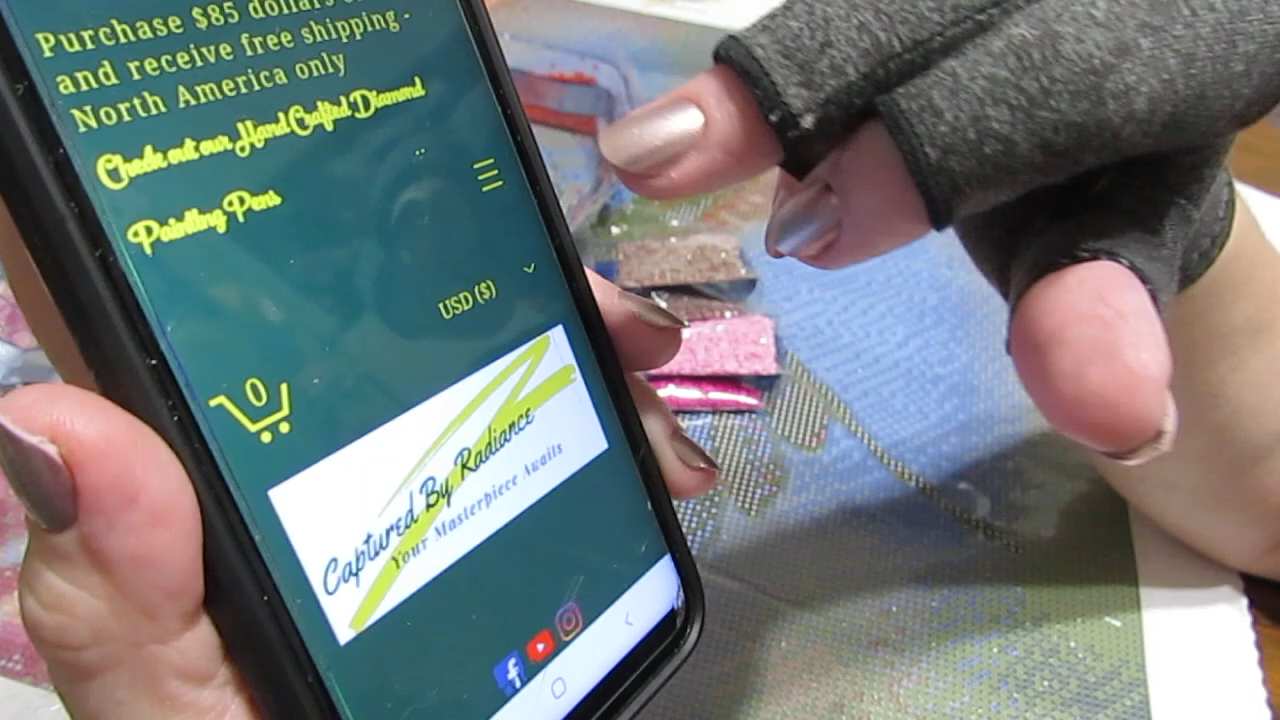 Purchase $85 dollars
and receive free shipping -
North America only
Check out our Hand Crafted Diamond
Painting Pens
USD ($)
0
Captured By Radiance
Your Masterpiece Awaits